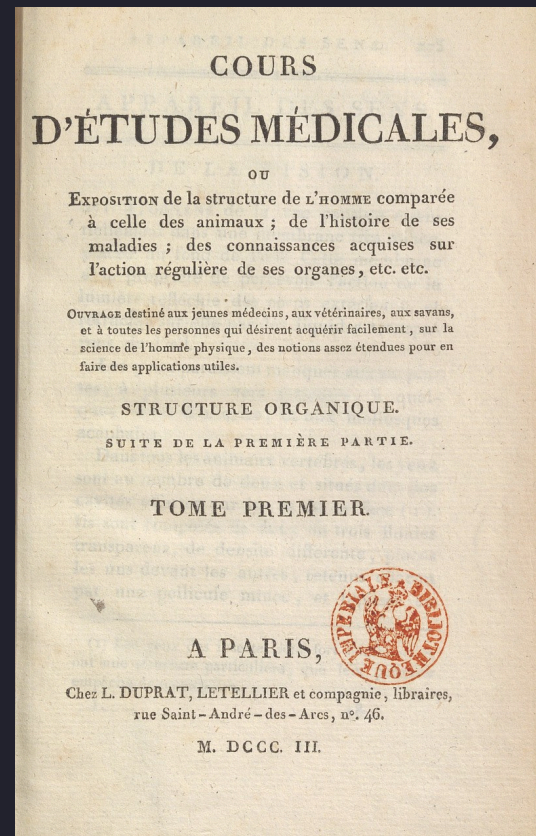 COURS
D'ÉTUDES MÉDICALES,
OU
EXPOSITION de la structure de L'HOMME comparée
à celle des animaux ; de l'histoire de ses
maladies ; des connaissances acquises sur
l'action régulière de ses organes, etc. etc.
OUVRAGE destiné aux jeunes médecins, aux vétérinaires, aux savans,
et à toutes les personnes qui désirent acquérir facilement, sur la
science de l'homme physique, des notions assez étendues pour en
faire des applications utiles.
STRUCTURE ORGANIQUE.
SUITE DE LA PREMIÈRE PARTIE.
TOME PREMIER.
BIBLIOTHEQUE IMPÉRIALE
A PARIS,
Chez L. DUPRAT, LETELLIER et compagnie, libraires,
rue Saint-André-des-Arcs, nº. 46.
M. DCCC. III.